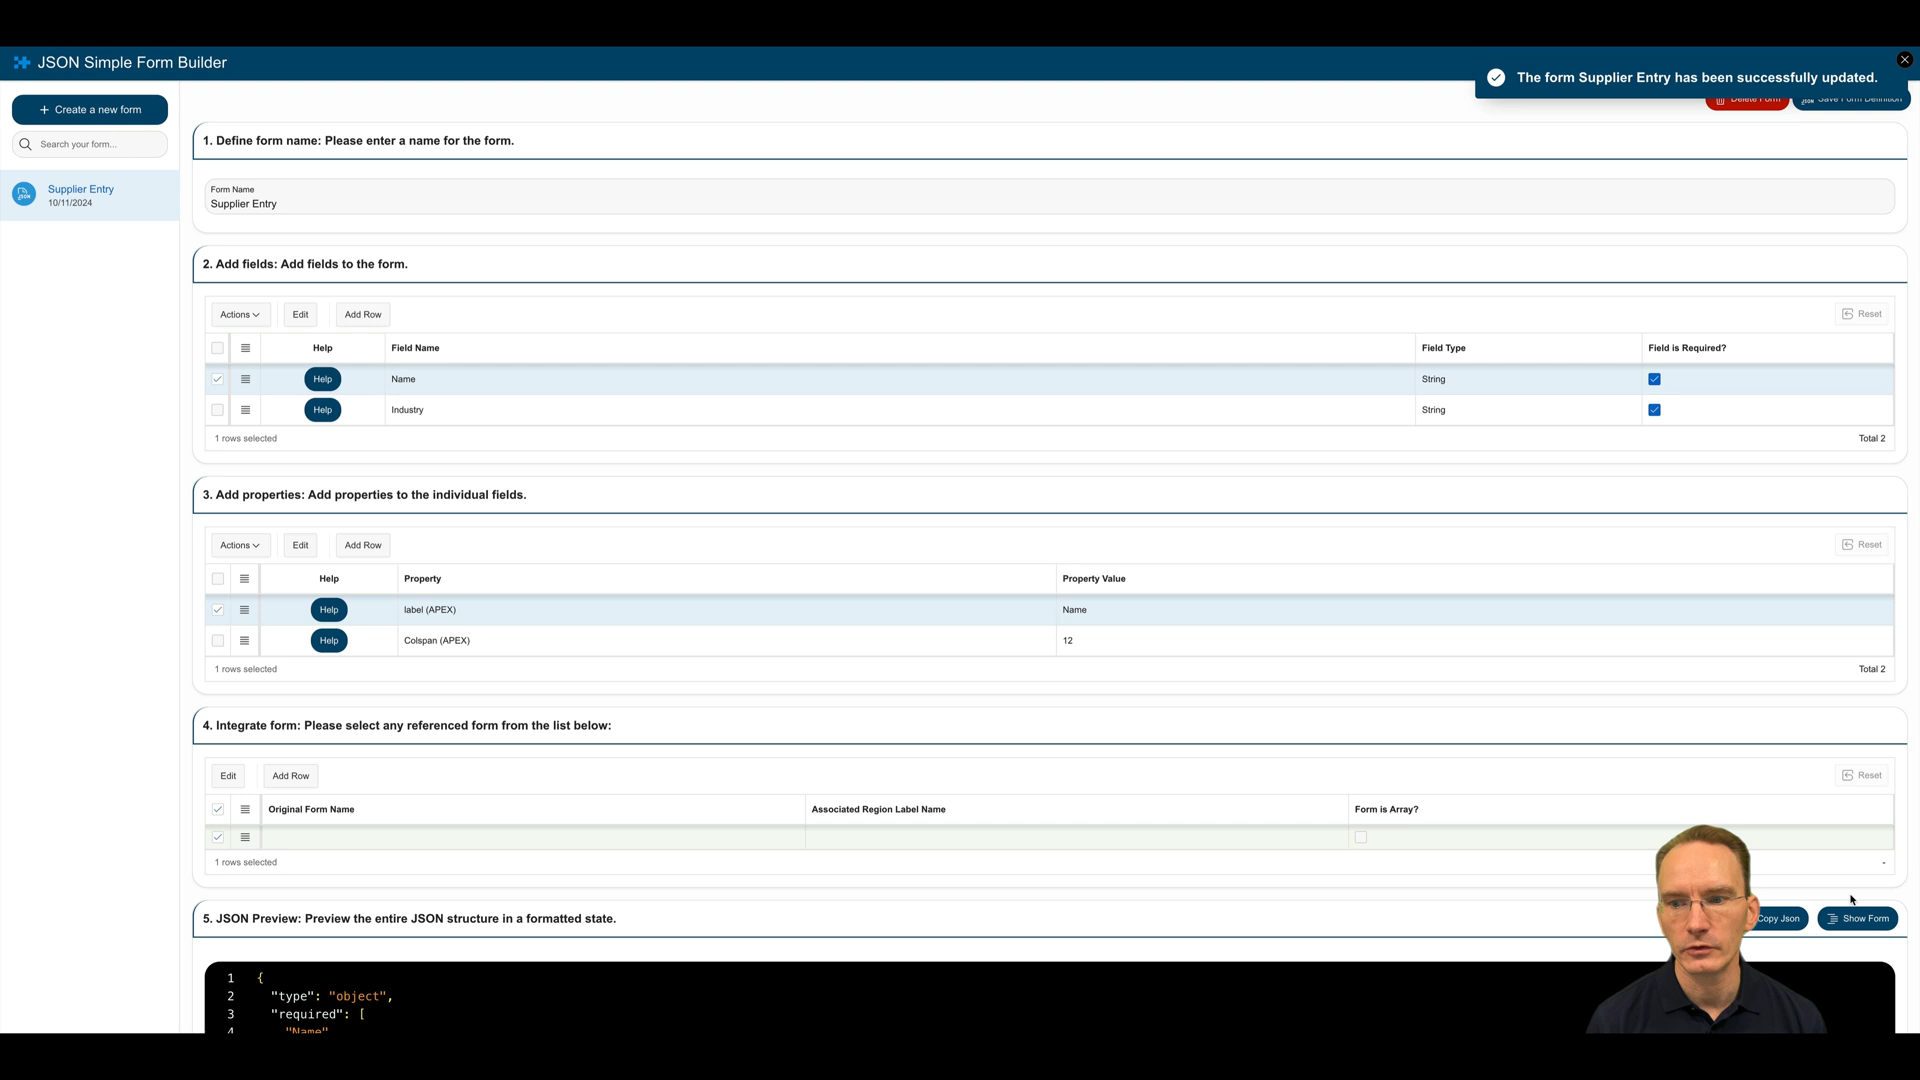 JSON Simple Form Builder
The form Supplier Entry has been successfully updated.
Create a new form
Delete Form
Save Form Definition
Search your form...
Supplier Entry
10/11/2024
1. Define form name: Please enter a name for the form.
Form Name
Supplier Entry
2. Add fields: Add fields to the form.
Actions Edit Add Row Reset
Help Field Name Field Type Field is Required?
Help Name String
Help Industry String
1 rows selected Total 2
3. Add properties: Add properties to the individual fields.
Actions Edit Add Row Reset
Help Property Property Value
Help label (APEX) Name
Help Colspan (APEX) 12
1 rows selected Total 2
4. Integrate form: Please select any referenced form from the list below:
Edit Add Row Reset
Original Form Name Associated Region Label Name Form is Array?
1 rows selected
5. JSON Preview: Preview the entire JSON structure in a formatted state.
Copy Json Show Form
1 {
2 "type": "object",
3 "required": [
4 "Name"